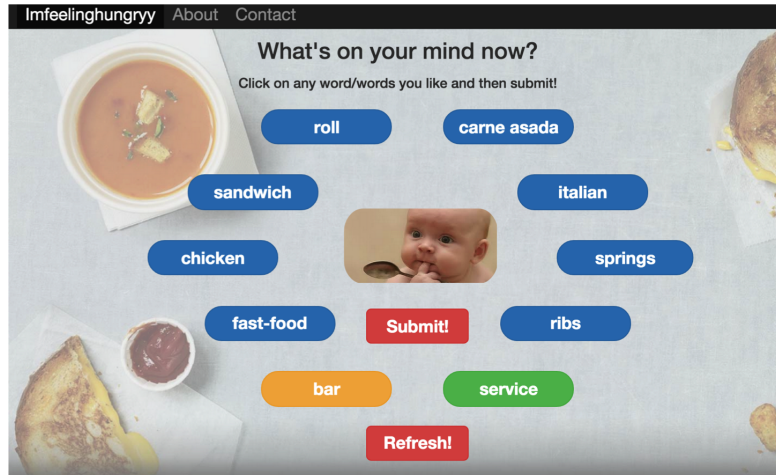 Imfeelinghungryy About Contact
What's on your mind now?
Click on any word/words you like and then submit!
roll carne asada
sandwich italian
chicken springs
fast-food Submit! ribs
bar service
Refresh!